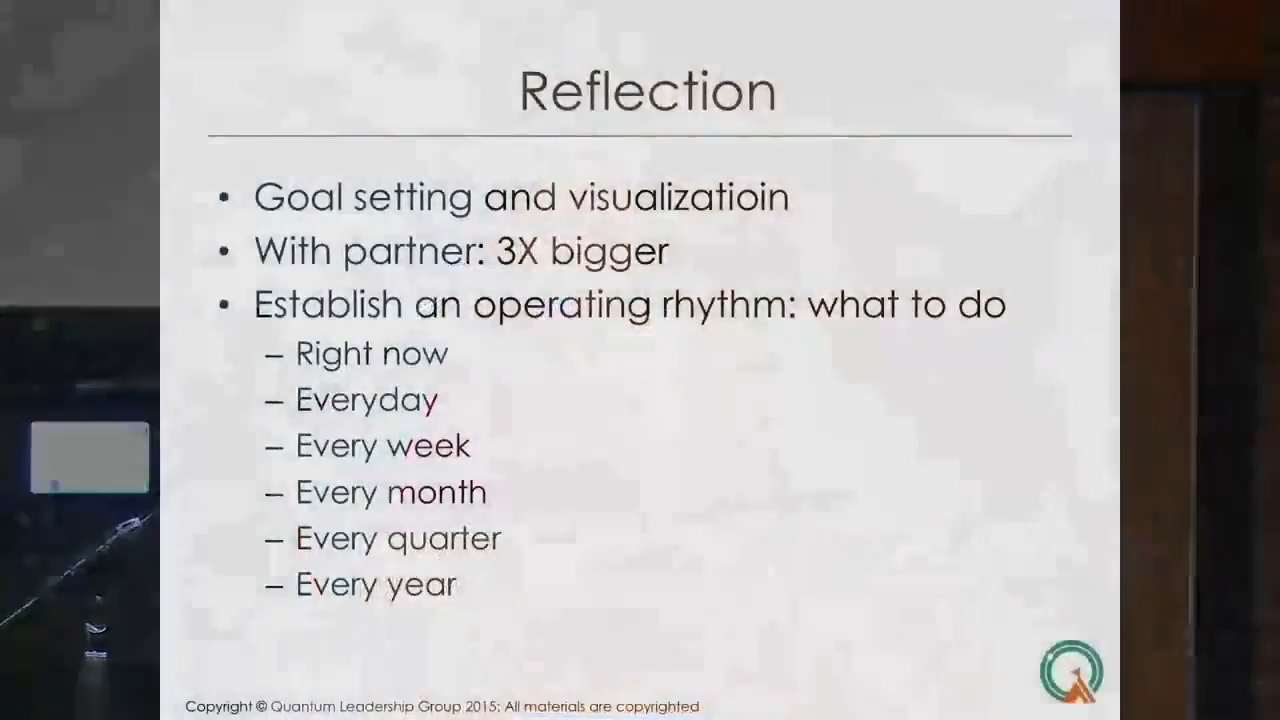 Reflection
• Goal setting and visualizatioin
• With partner: 3X bigger
• Establish an operating rhythm: what to do
– Right now
– Everyday
– Every week
– Every month
– Every quarter
– Every year
Copyright © Quantum Leadership Group 2015; All materials are copyrighted